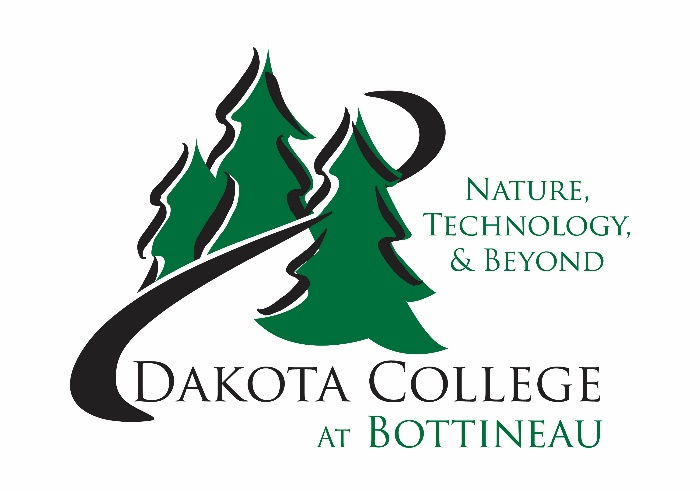 Nature,
Technology,
& Beyond
Dakota College
at Bottineau